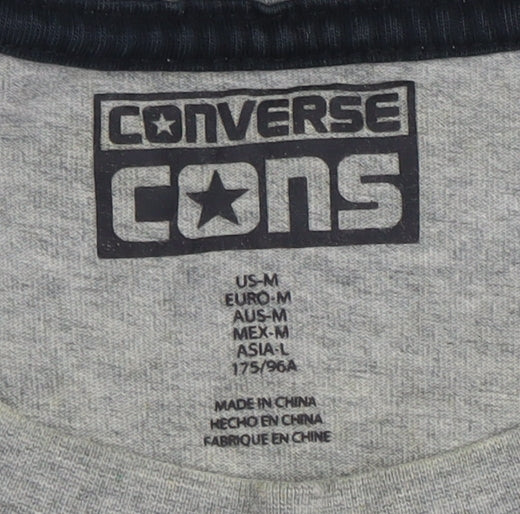 CONVERSE
CONS
US-M
EURO-M
AUS-M
MEX-M
ASIA-L
175/96A
MADE IN CHINA
HECHO EN CHINA
FABRIQUE EN CHINE